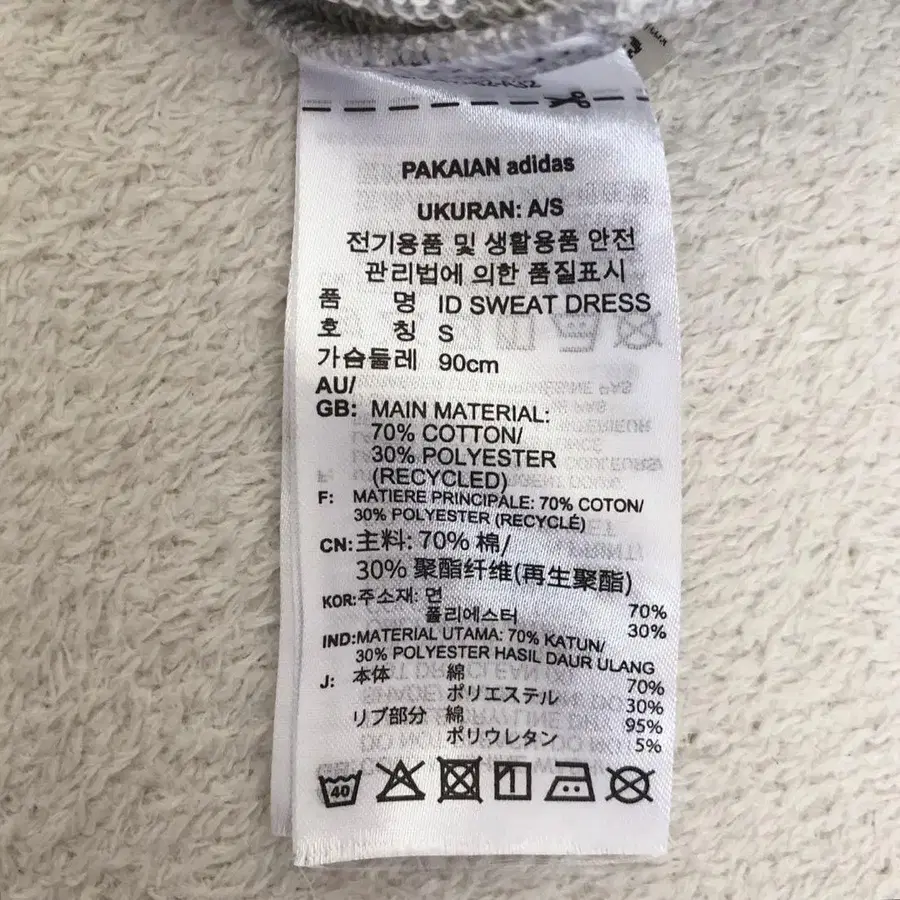 PAKAIAN adidas
UKURAN: A/S
전기용품 및 생활용품 안전
관리법에 의한 품질표시
품 명 ID SWEAT DRESS
호 칭 S
가슴둘레 90cm
AU/
GB: MAIN MATERIAL:
70% COTTON/
30% POLYESTER
(RECYCLED)
F: MATIERE PRINCIPALE: 70% COTON/
30% POLYESTER (RECYCLÉ)
CN: 主料: 70% 棉/
30% 聚酯纤维(再生聚酯)
KOR: 주소재: 면 70%
폴리에스터 30%
IND: MATERIAL UTAMA: 70% KATUN/
30% POLYESTER HASIL DAUR ULANG
J: 本体 綿 70%
ポリエステル 30%
リブ部分 綿 95%
ポリウレタン 5%
40